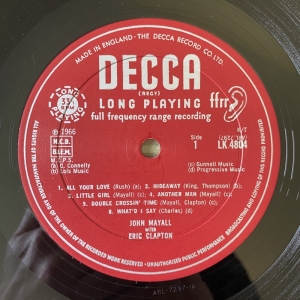 MADE IN ENGLAND · THE DECCA RECORD CO. LTD.
DECCA
(REGD)
LONG PLAYING
ffrr
full frequency range recording
LONG PLAYING
33⅓
RPM
℗ 1966
N.C.B.
B.I.E.M.
(a) C. Connelly
(b) Lois Music
Side
1
LK 4804
(c) Gunnell Music
(d) Progressive Music
1. ALL YOUR LOVE (Rush) (a); 2. HIDEAWAY (King, Thompson) (b);
3. LITTLE GIRL (Mayall) (c); 4. ANOTHER MAN (Mayall) (c);
5. DOUBLE CROSSIN' TIME (Mayall, Clapton) (c);
6. WHAT'D I SAY (Charles) (d)
JOHN MAYALL
WITH
ERIC CLAPTON
ALL RIGHTS OF THE MANUFACTURER AND OF THE OWNER OF THE RECORDED WORK RESERVED · UNAUTHORISED PUBLIC PERFORMANCE BROADCASTING AND COPYING OF THIS RECORD PROHIBITED